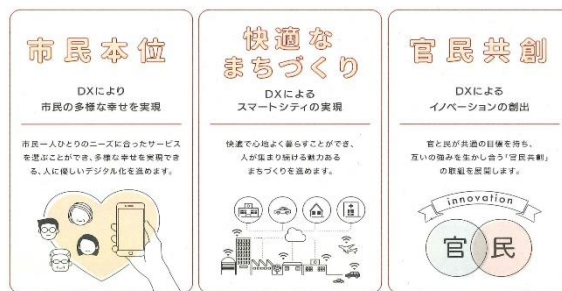 市民本位
DXにより
市民の多様な幸せを実現
市民一人ひとりのニーズに合ったサービス
を選ぶことができ、多様な幸せを実現でき
る、人に優しいデジタル化を進めます。
快適な
まちづくり
DXによる
スマートシティの実現
快適で心地よく暮らすことができ、
人が集まり続ける魅力ある
まちづくりを進めます。
官民共創
DXによる
イノベーションの創出
官と民が共通の目標を持ち、
互いの強みを生かし合う「官民共創」
の取組を展開します。
innovation
官 民